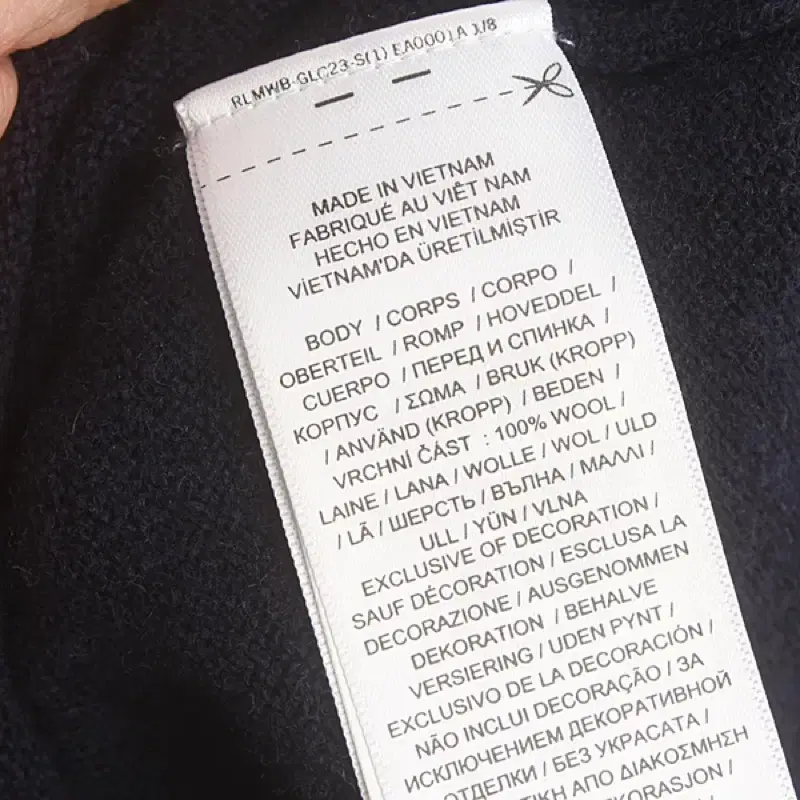 RLMWB-GLC23-S(1) EA0001A 1/8
MADE IN VIETNAM
FABRIQUÉ AU VIÊT NAM
HECHO EN VIETNAM
VİETNAM'DA ÜRETİLMİŞTİR
BODY / CORPS / CORPO /
OBERTEIL / ROMP / HOVEDDEL /
CUERPO / ПЕРЕД И СПИНКА /
КОРПУС / ΣΩΜΑ / BRUK (KROPP)
/ ANVÄND (KROPP) / BEDEN /
VRCHNÍ ČÁST : 100% WOOL /
LAINE / LANA / WOLLE / WOL / ULD
/ LÃ / ШЕРСТЬ / ВЪЛНА / ΜΑΛΛΙ /
ULL / YÜN / VLNA
EXCLUSIVE OF DECORATION /
SAUF DÉCORATION / ESCLUSA LA
DECORAZIONE / AUSGENOMMEN
DEKORATION / BEHALVE
VERSIERING / UDEN PYNT /
EXCLUSIVO DE LA DECORACIÓN /
NÃO INCLUI DECORAÇÃO / ЗА
ИСКЛЮЧЕНИЕМ ДЕКОРАТИВНОЙ
ОТДЕЛКИ / БЕЗ УКРАСАТА /
ΑΠΟ ΔΙΑΚΟΣΜΗΣΗ